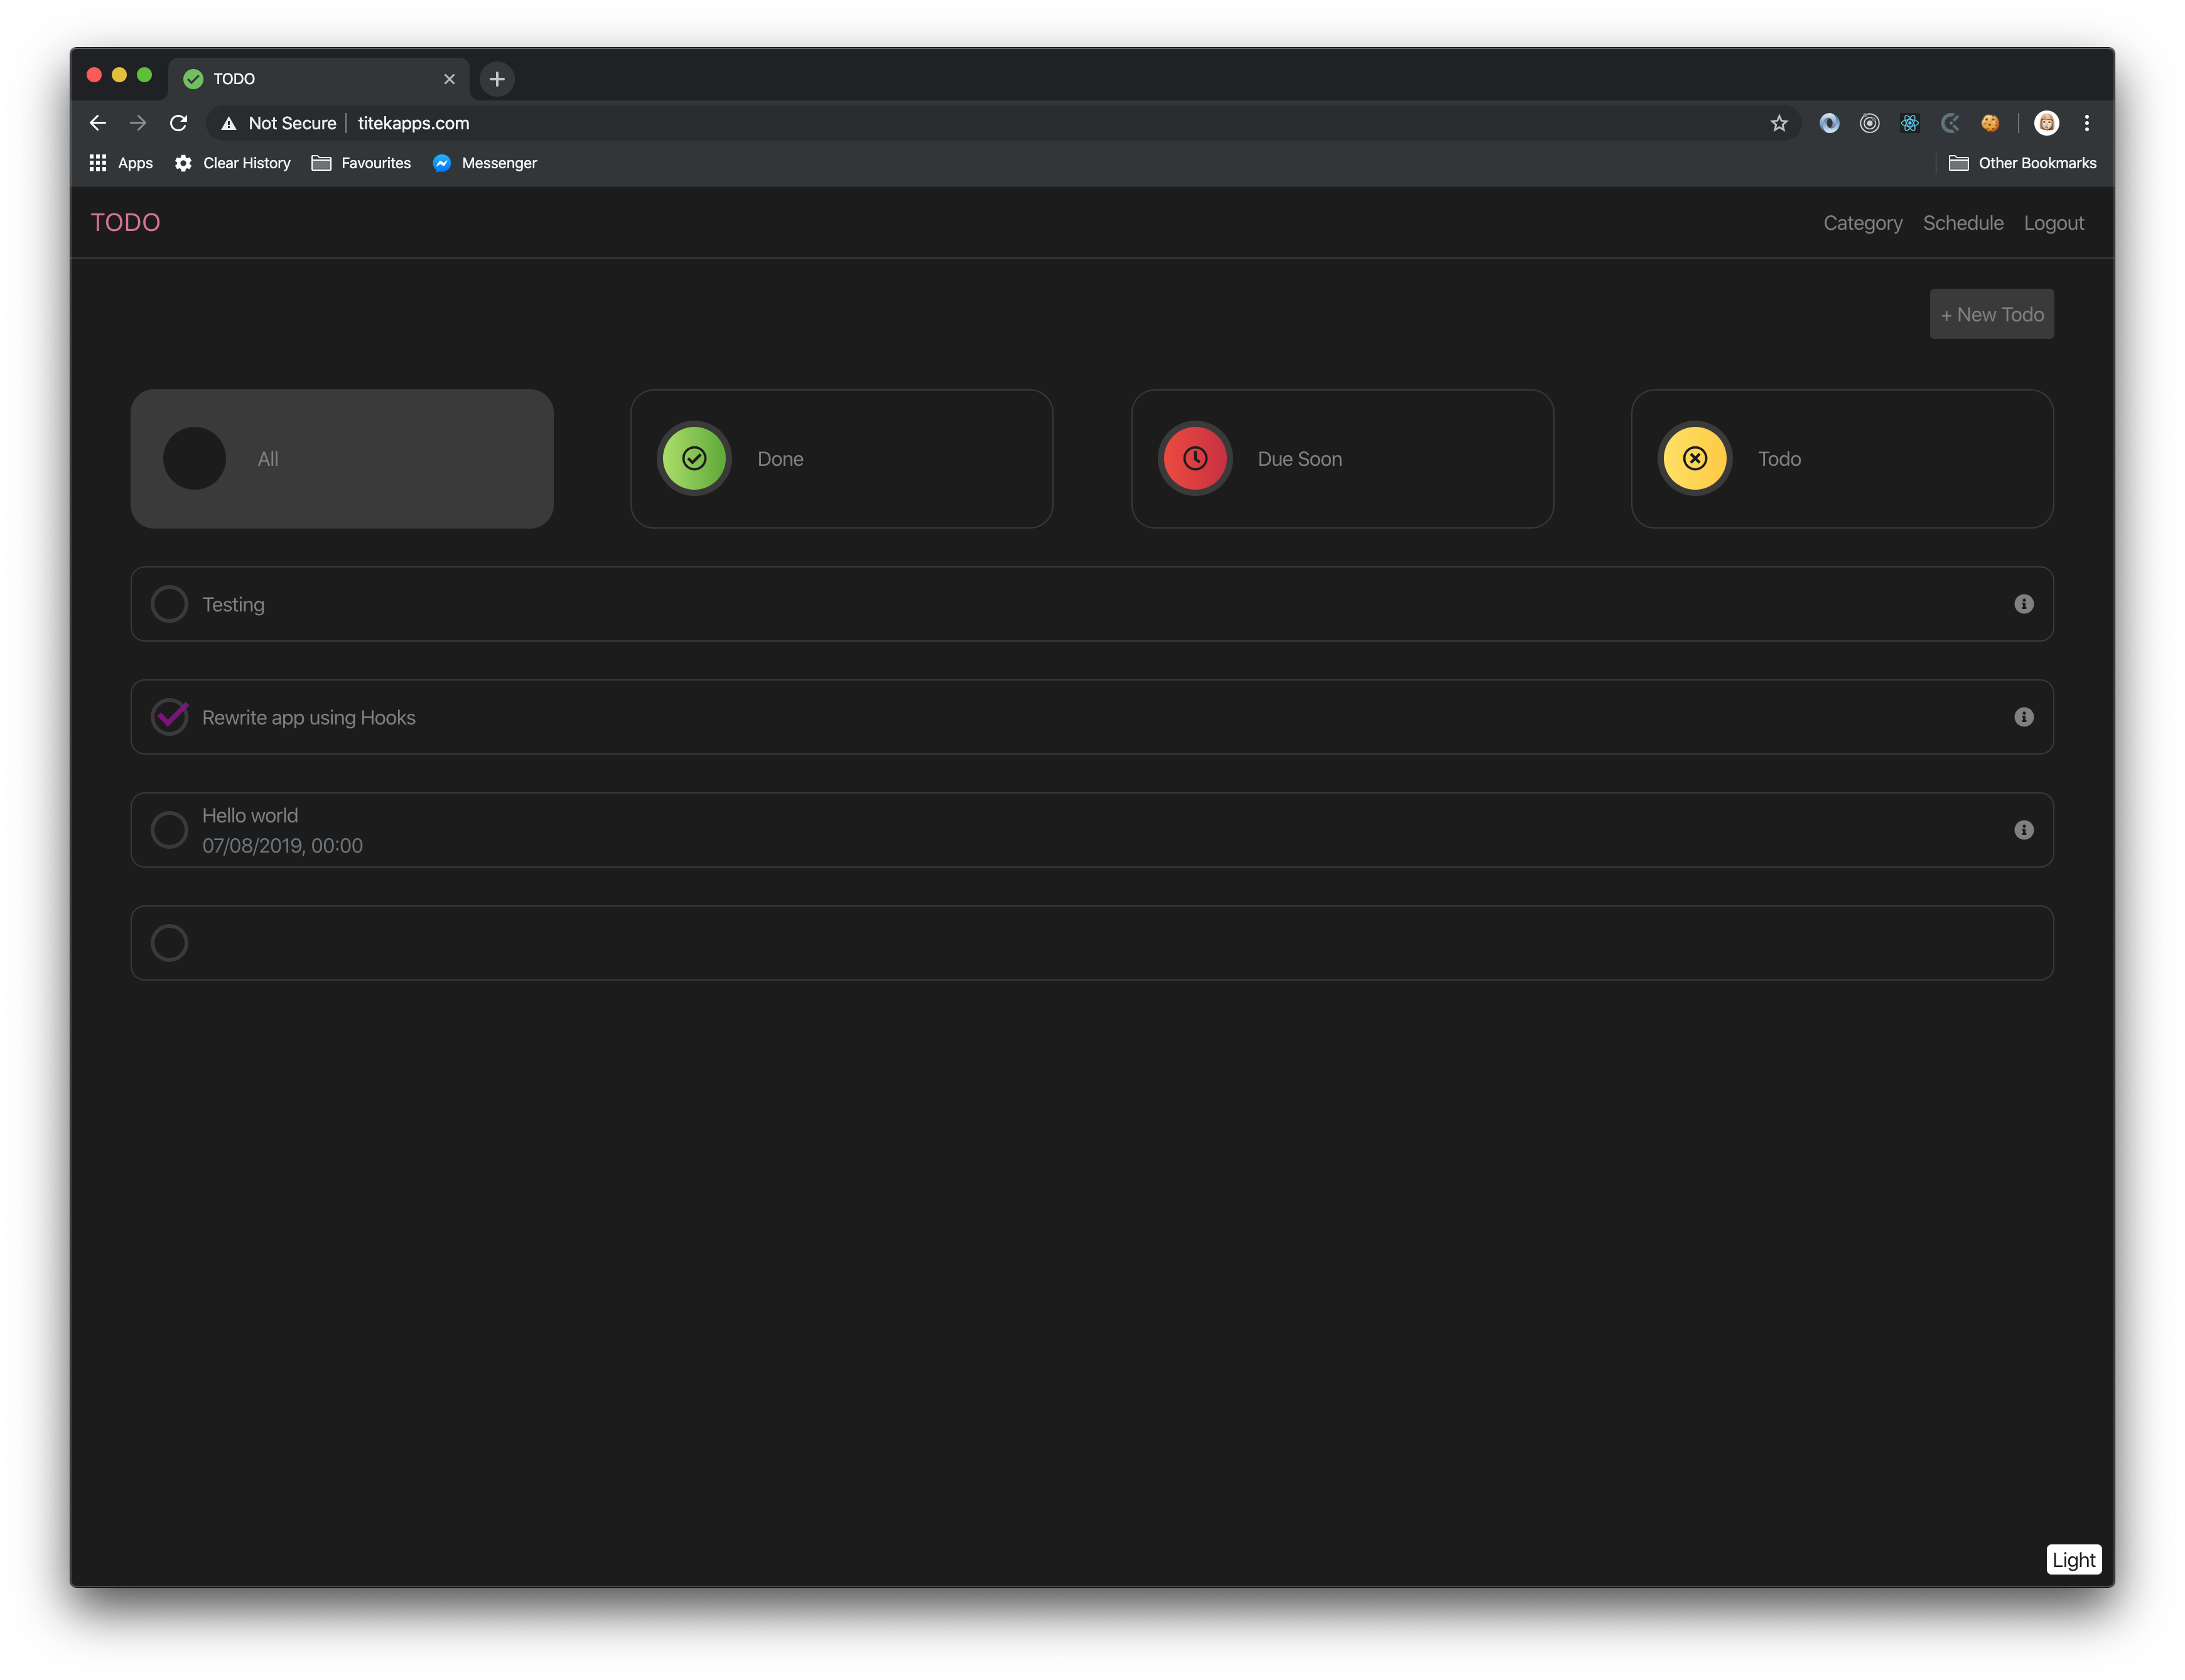 TODO
Not Secure titekapps.com
Apps Clear History Favourites Messenger Other Bookmarks
TODO Category Schedule Logout
+ New Todo
All Done Due Soon Todo
Testing
Rewrite app using Hooks
Hello world
07/08/2019, 00:00
Light